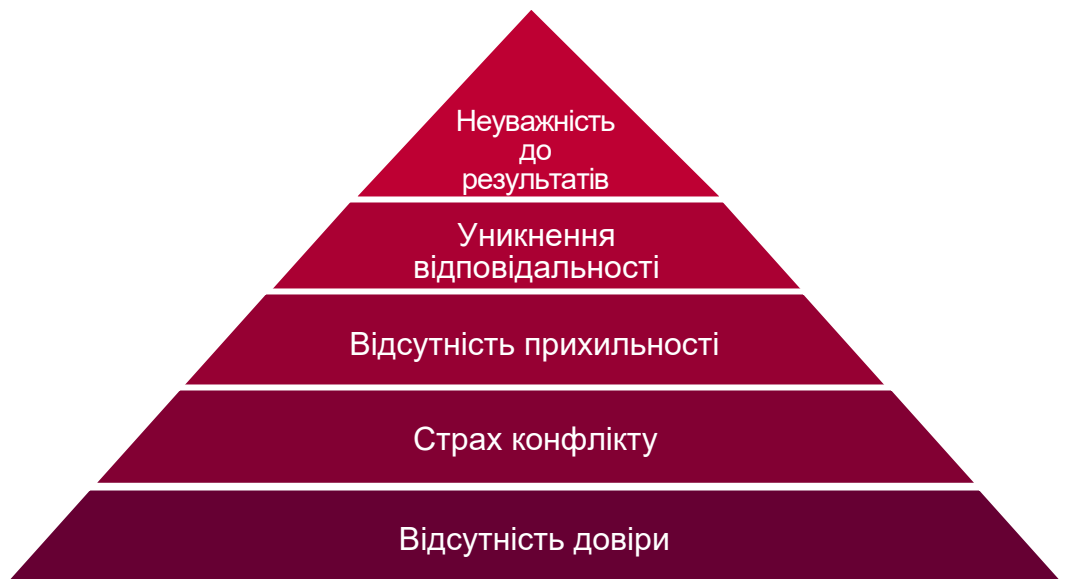 Неуважність
до
результатів
Уникнення
відповідальності
Відсутність прихильності
Страх конфлікту
Відсутність довіри